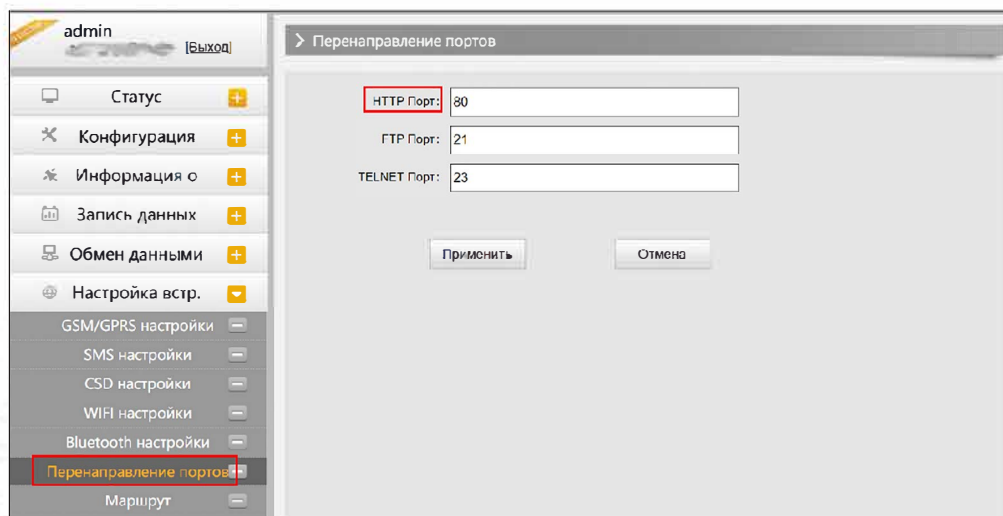 admin
[Выход]
Перенаправление портов
Статус
Конфигурация
Информация о
Запись данных
Обмен данными
Настройка встр.
GSM/GPRS настройки
SMS настройки
CSD настройки
WIFI настройки
Bluetooth настройки
Перенаправление портов
Маршрут
HTTP Порт: 80
FTP Порт: 21
TELNET Порт: 23
Применить
Отмена